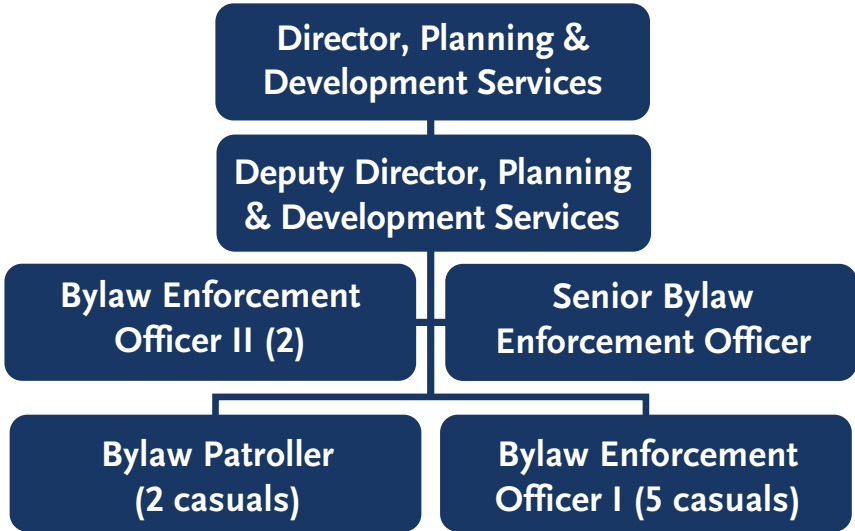 Director, Planning &
Development Services
Deputy Director, Planning
& Development Services
Bylaw Enforcement
Officer II (2)
Senior Bylaw
Enforcement Officer
Bylaw Patroller
(2 casuals)
Bylaw Enforcement
Officer I (5 casuals)